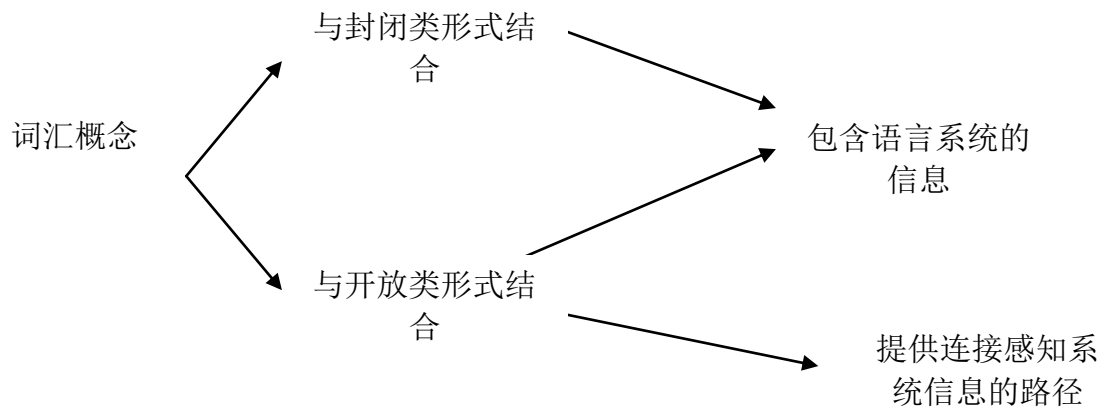 与封闭类形式结
合
词汇概念
包含语言系统的
信息
与开放类形式结
合
提供连接感知系
统信息的路径